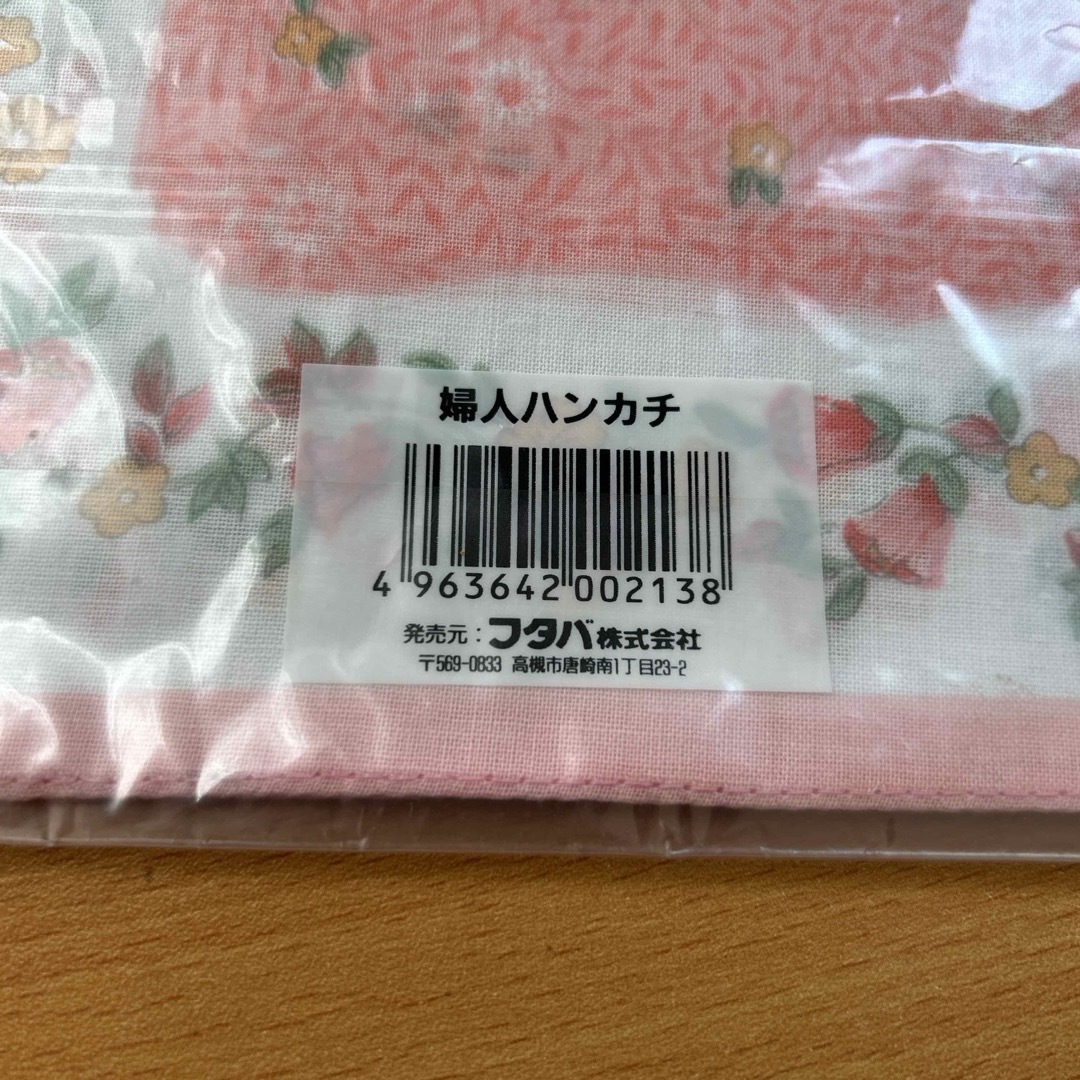 婦人ハンカチ
4 963642 002138
発売元：フタバ株式会社
〒569-0833 高槻市唐崎南1丁目23-2